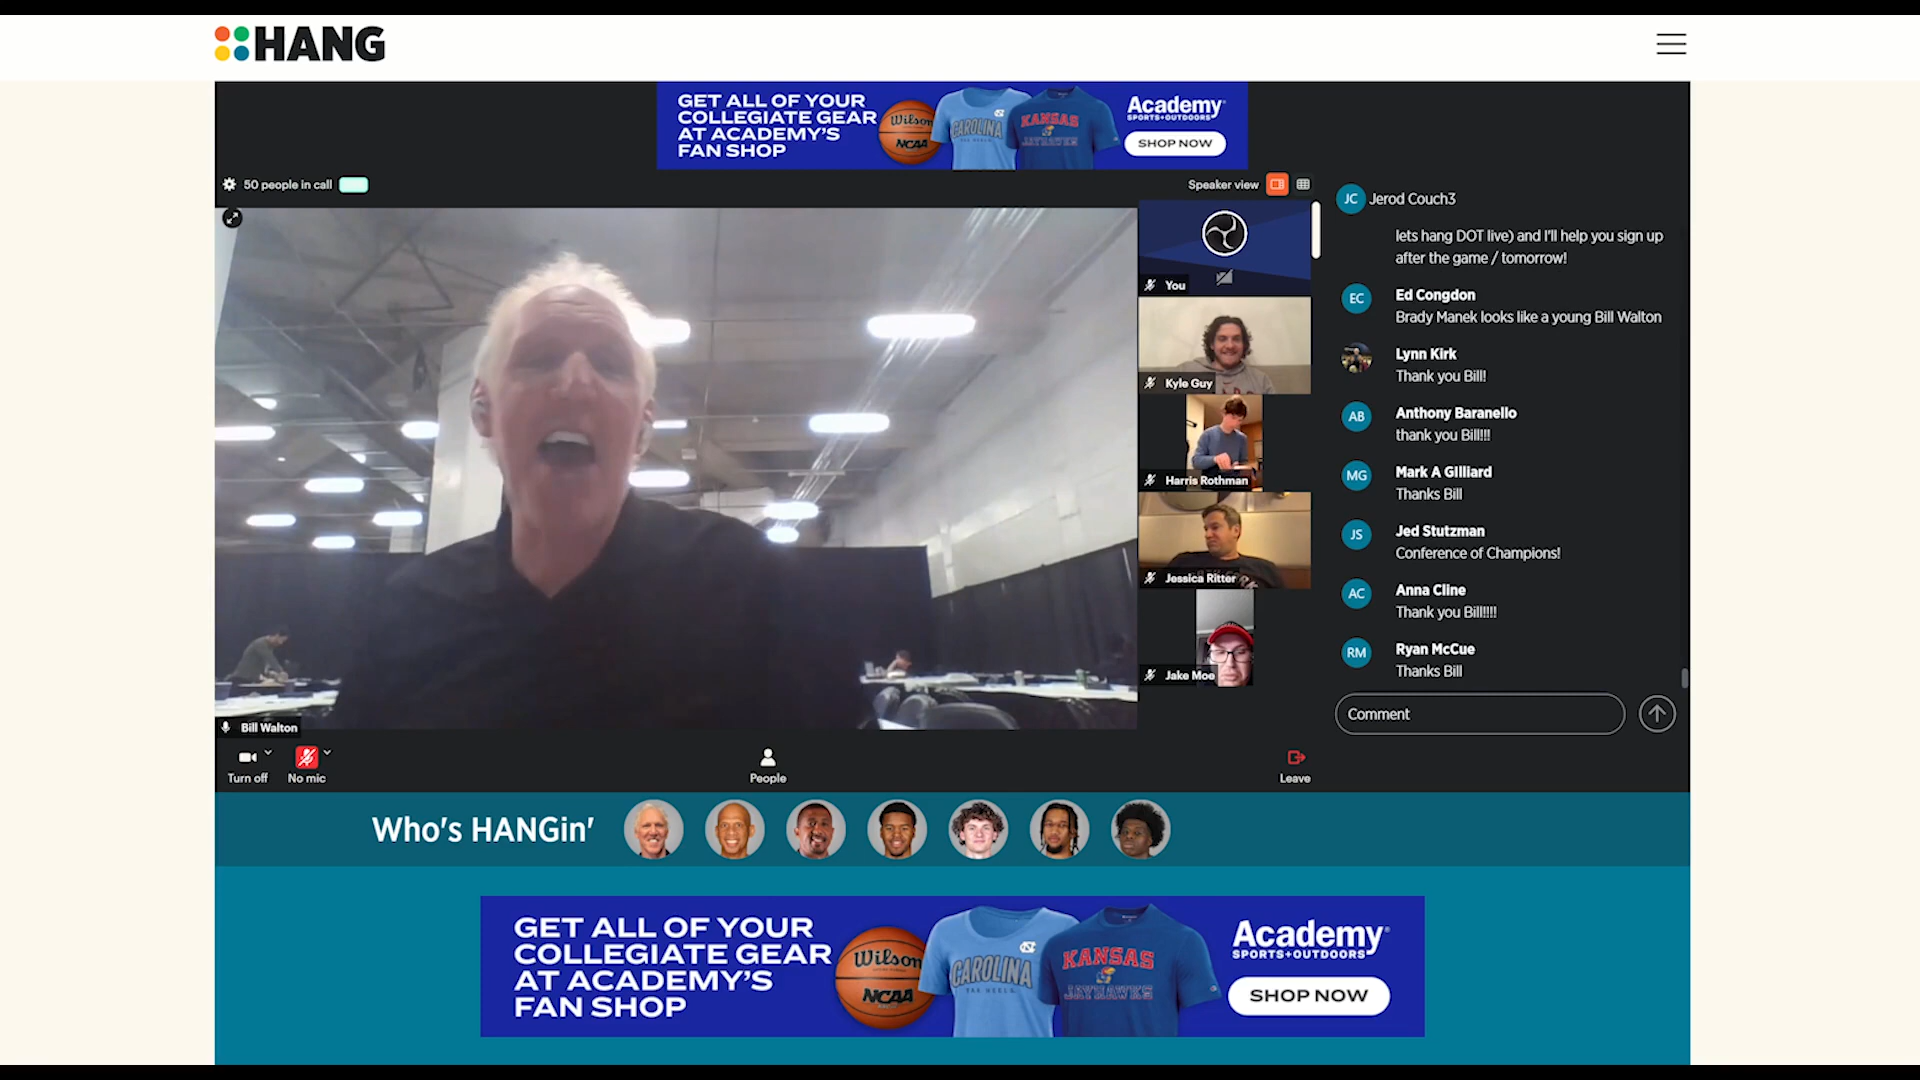 HANG
GET ALL OF YOUR
COLLEGIATE GEAR
AT ACADEMY'S
FAN SHOP
Wilson
NCAA
CAROLINA
TAR HEELS
KANSAS
JAYHAWKS
Academy
SPORTS+OUTDOORS
SHOP NOW
50 people in call
Speaker view
You
Kyle Guy
Harris Rothman
Jessica Ritter
Jake Moe
Bill Walton
Turn off
No mic
People
Leave
JC Jerod Couch3
lets hang DOT live) and I'll help you sign up
after the game / tomorrow!
EC Ed Congdon
Brady Manek looks like a young Bill Walton
Lynn Kirk
Thank you Bill!
AB Anthony Baranello
thank you Bill!!!
MG Mark A GIlliard
Thanks Bill
JS Jed Stutzman
Conference of Champions!
AC Anna Cline
Thank you Bill!!!!
RM Ryan McCue
Thanks Bill
Comment
Who's HANGin'
GET ALL OF YOUR
COLLEGIATE GEAR
AT ACADEMY'S
FAN SHOP
Wilson
NCAA
CAROLINA
TAR HEELS
KANSAS
JAYHAWKS
Academy
SPORTS+OUTDOORS
SHOP NOW